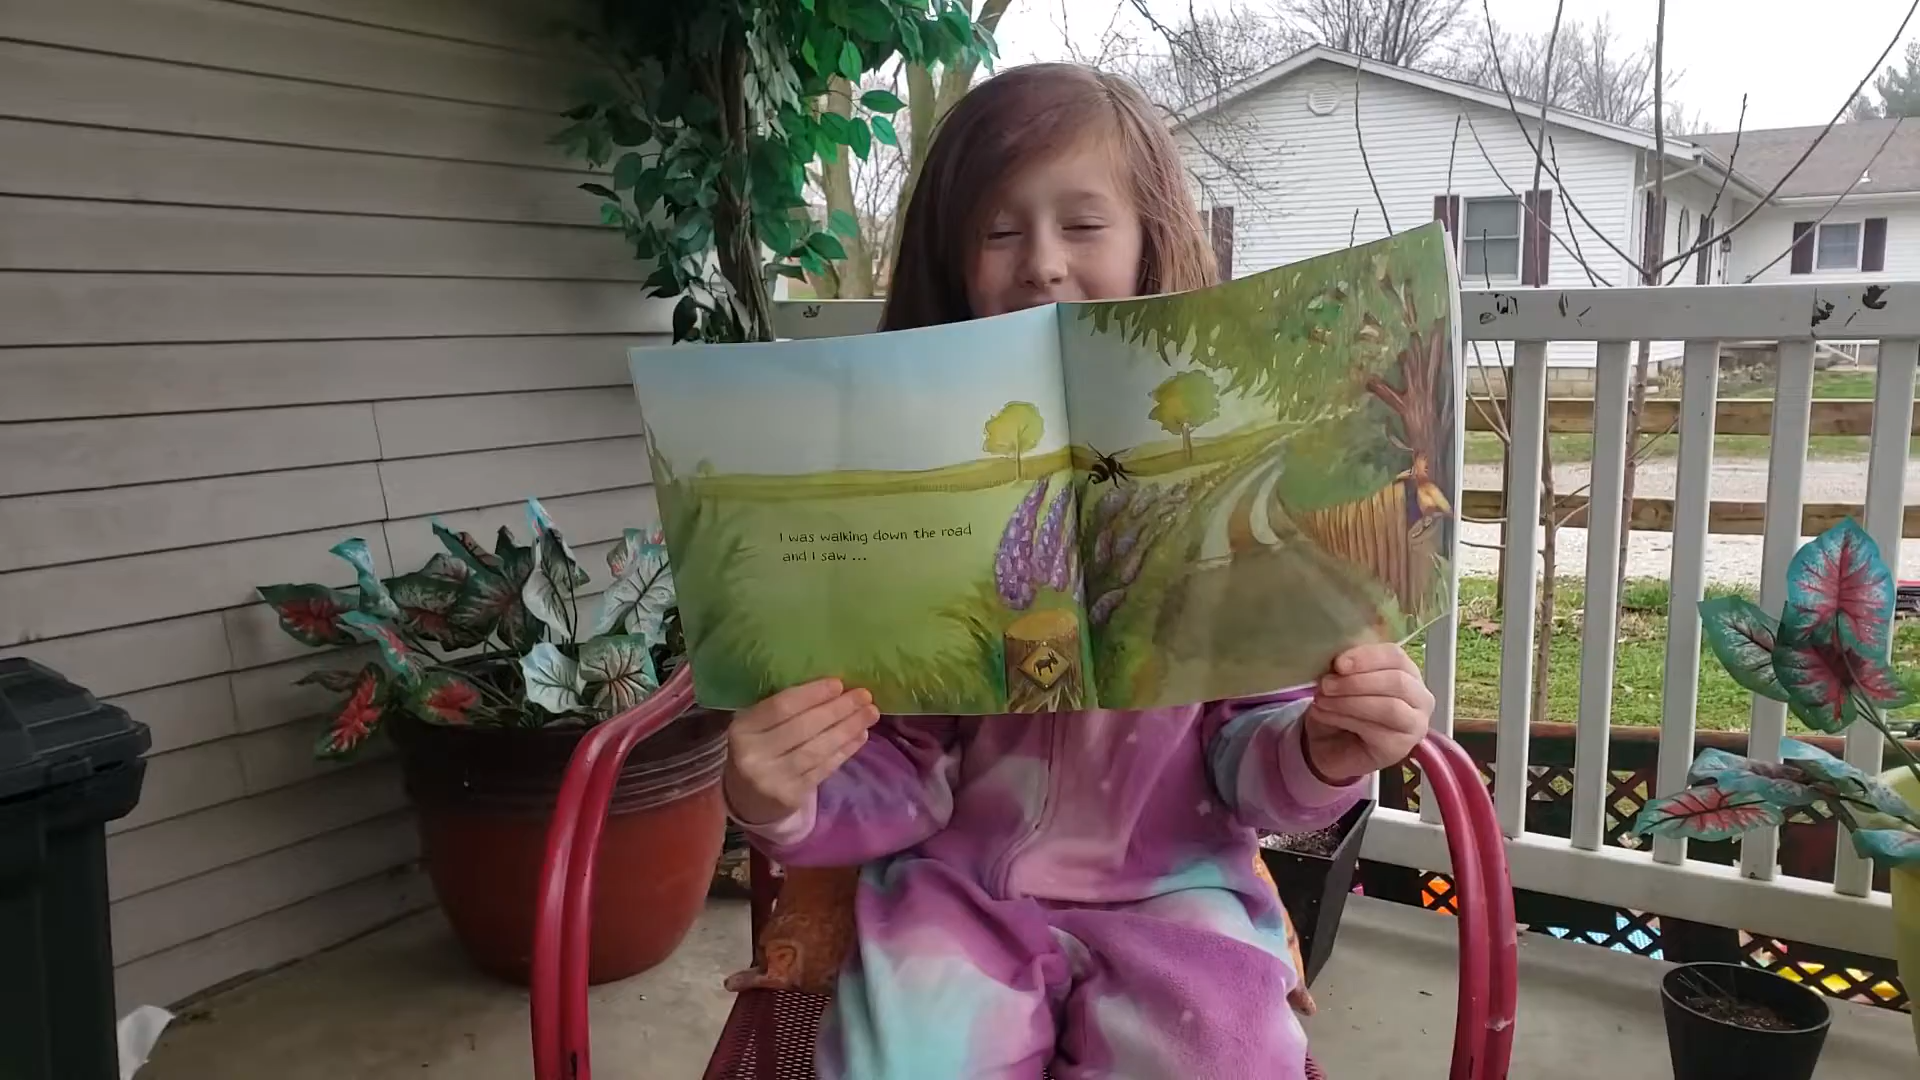 I was walking down the road
and I saw ...